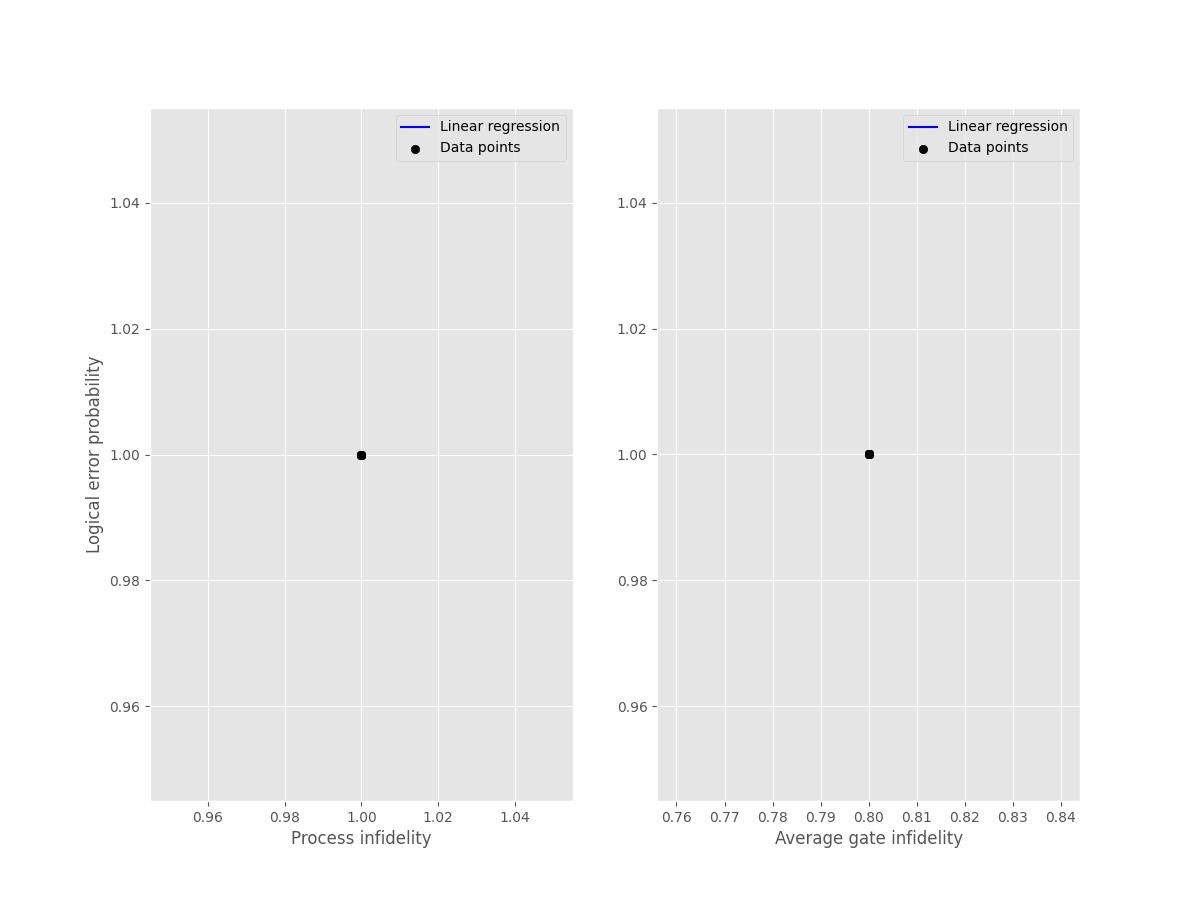 Linear regression
Data points
1.04
1.02
1.00
0.98
0.96
Logical error probability
0.96 0.98 1.00 1.02 1.04
Process infidelity
Linear regression
Data points
1.04
1.02
1.00
0.98
0.96
0.76 0.77 0.78 0.79 0.80 0.81 0.82 0.83 0.84
Average gate infidelity